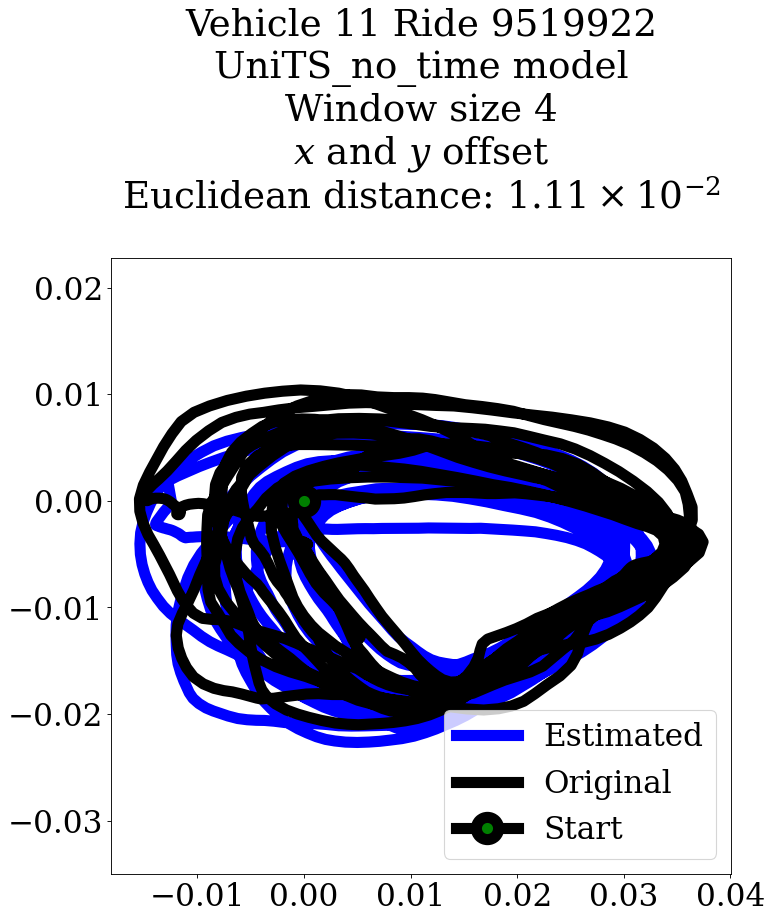 Vehicle 11 Ride 9519922
UniTS_no_time model
Window size 4
x and y offset
Euclidean distance: 1.11 × 10⁻²
0.02
0.01
0.00
−0.01
−0.02
−0.03
Estimated
Original
Start
−0.01 0.00 0.01 0.02 0.03 0.04